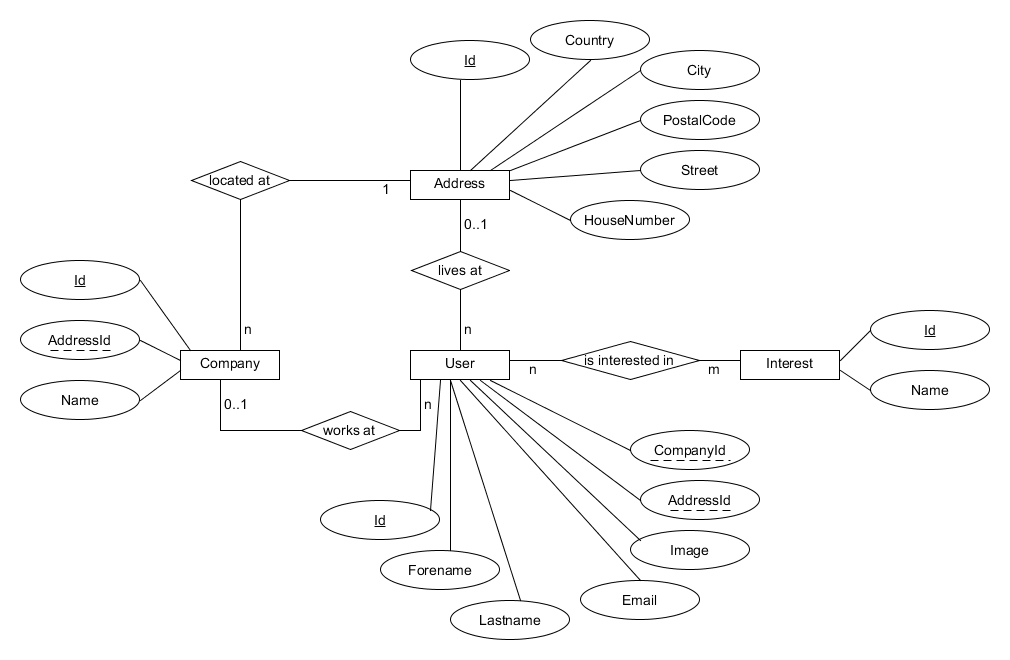 Country
Id
City
PostalCode
located at
Address
Street
1
HouseNumber
0..1
lives at
Id
AddressId
n
n
Id
Company
User
is interested in
Interest
n
m
Name
Name
0..1
n
works at
CompanyId
AddressId
Id
Image
Forename
Email
Lastname